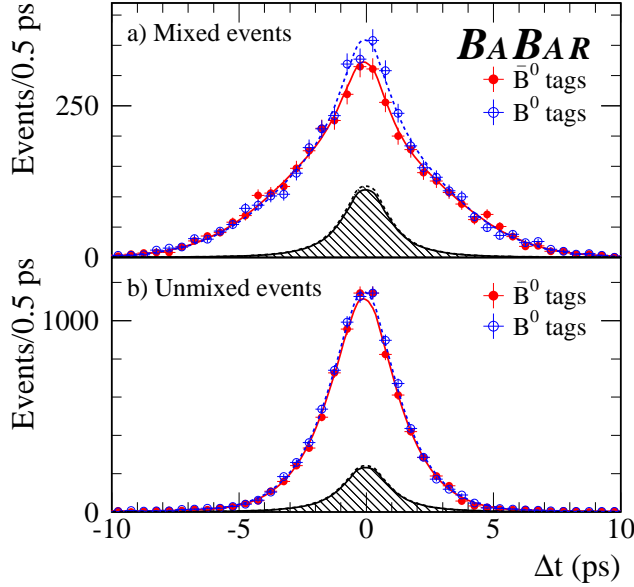 a) Mixed events
BABAR
B̄⁰ tags
B⁰ tags
Events/0.5 ps
250
0
b) Unmixed events
B̄⁰ tags
B⁰ tags
Events/0.5 ps
1000
0
-10 -5 0 5 10
Δt (ps)